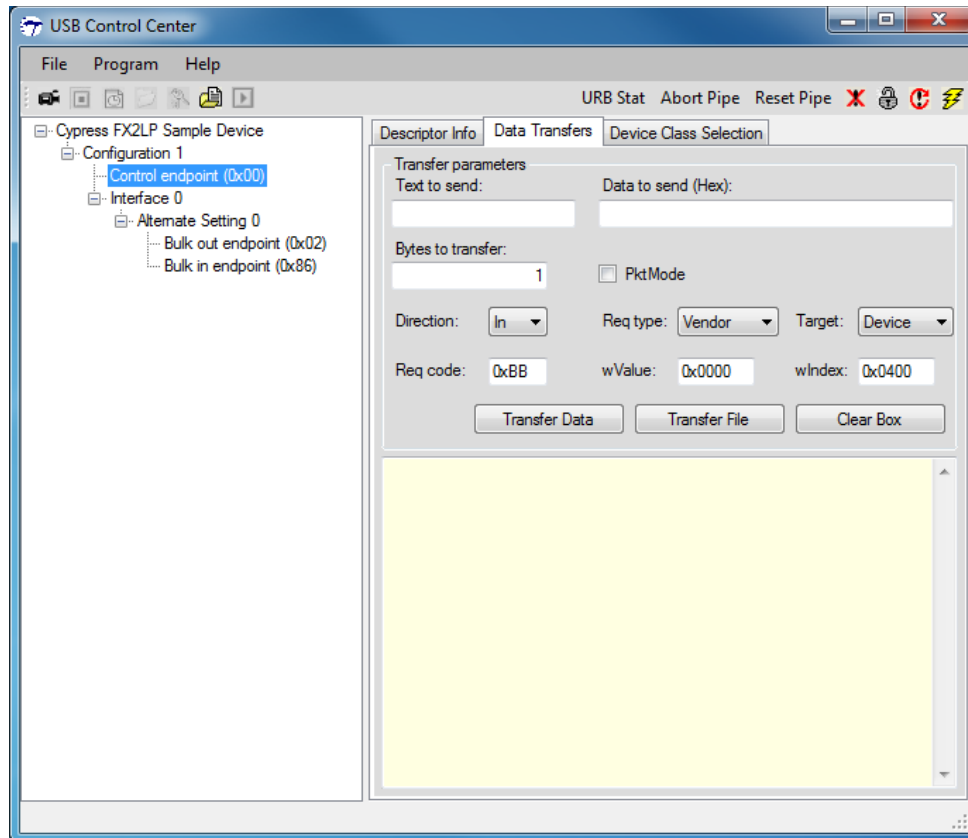 USB Control Center
File Program Help
URB Stat Abort Pipe Reset Pipe
Cypress FX2LP Sample Device
Configuration 1
Control endpoint (0x00)
Interface 0
Alternate Setting 0
Bulk out endpoint (0x02)
Bulk in endpoint (0x86)
Descriptor Info Data Transfers Device Class Selection
Transfer parameters
Text to send: Data to send (Hex):
Bytes to transfer:
1 PktMode
Direction: In Req type: Vendor Target: Device
Req code: 0xBB wValue: 0x0000 wIndex: 0x0400
Transfer Data Transfer File Clear Box